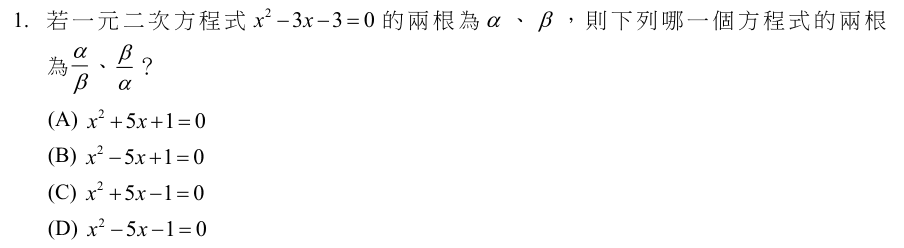 1. 若一元二次方程式 x² − 3x − 3 = 0 的兩根為 α 、 β ，則下列哪一個方程式的兩根
為 α/β 、 β/α ？
(A) x² + 5x + 1 = 0
(B) x² − 5x + 1 = 0
(C) x² + 5x − 1 = 0
(D) x² − 5x − 1 = 0